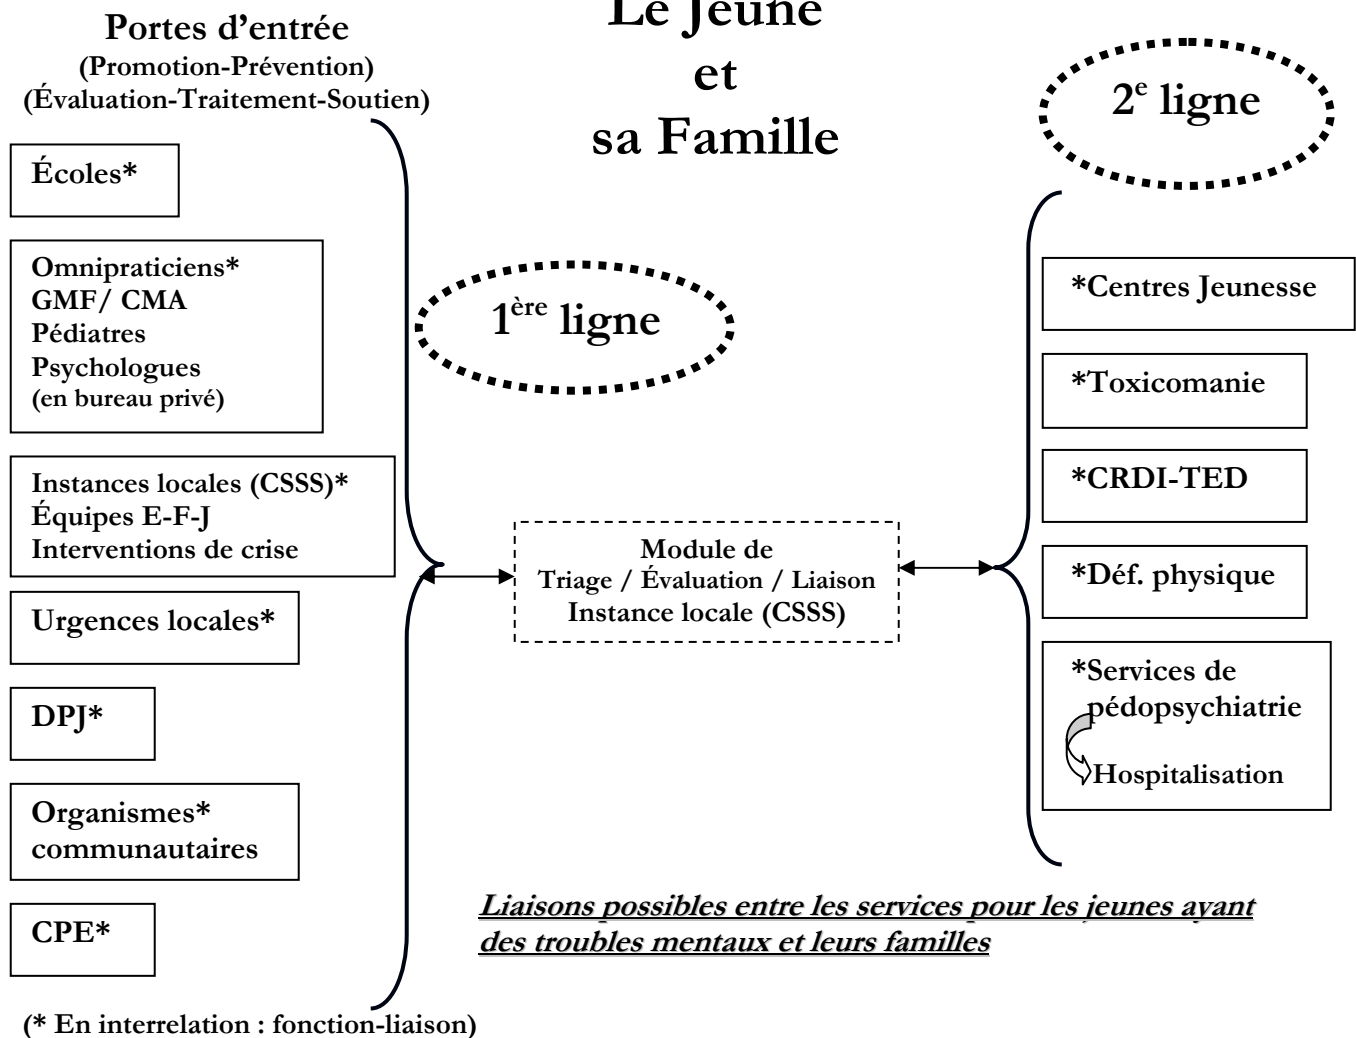 Portes d'entrée
(Promotion-Prévention)
(Évaluation-Traitement-Soutien)
Le Jeune
et
sa Famille
2e ligne
Écoles*
Omnipraticiens*
GMF/ CMA
Pédiatres
Psychologues
(en bureau privé)
1ère ligne
Instances locales (CSSS)*
Équipes E-F-J
Interventions de crise
Urgences locales*
DPJ*
Organismes*
communautaires
CPE*
Module de
Triage / Évaluation / Liaison
Instance locale (CSSS)
*Centres Jeunesse
*Toxicomanie
*CRDI-TED
*Déf. physique
*Services de
pédopsychiatrie
Hospitalisation
Liaisons possibles entre les services pour les jeunes ayant
des troubles mentaux et leurs familles
(* En interrelation : fonction-liaison)